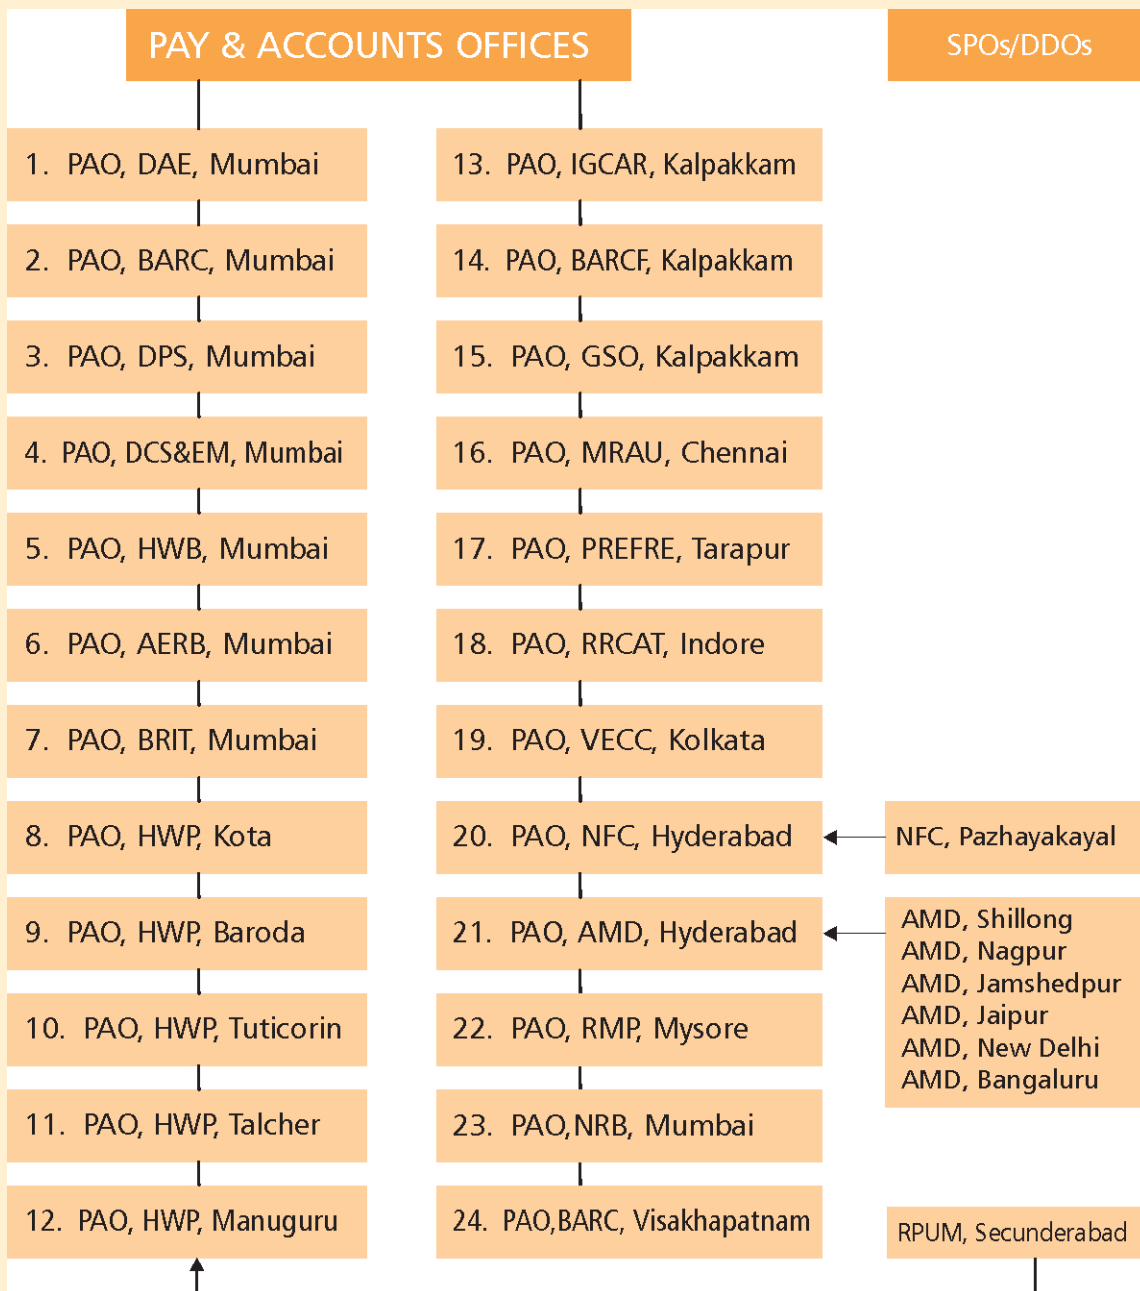 PAY & ACCOUNTS OFFICES
SPOs/DDOs
1. PAO, DAE, Mumbai
2. PAO, BARC, Mumbai
3. PAO, DPS, Mumbai
4. PAO, DCS&EM, Mumbai
5. PAO, HWB, Mumbai
6. PAO, AERB, Mumbai
7. PAO, BRIT, Mumbai
8. PAO, HWP, Kota
9. PAO, HWP, Baroda
10. PAO, HWP, Tuticorin
11. PAO, HWP, Talcher
12. PAO, HWP, Manuguru
13. PAO, IGCAR, Kalpakkam
14. PAO, BARCF, Kalpakkam
15. PAO, GSO, Kalpakkam
16. PAO, MRAU, Chennai
17. PAO, PREFRE, Tarapur
18. PAO, RRCAT, Indore
19. PAO, VECC, Kolkata
20. PAO, NFC, Hyderabad
21. PAO, AMD, Hyderabad
22. PAO, RMP, Mysore
23. PAO,NRB, Mumbai
24. PAO,BARC, Visakhapatnam
NFC, Pazhayakayal
AMD, Shillong
AMD, Nagpur
AMD, Jamshedpur
AMD, Jaipur
AMD, New Delhi
AMD, Bangaluru
RPUM, Secunderabad